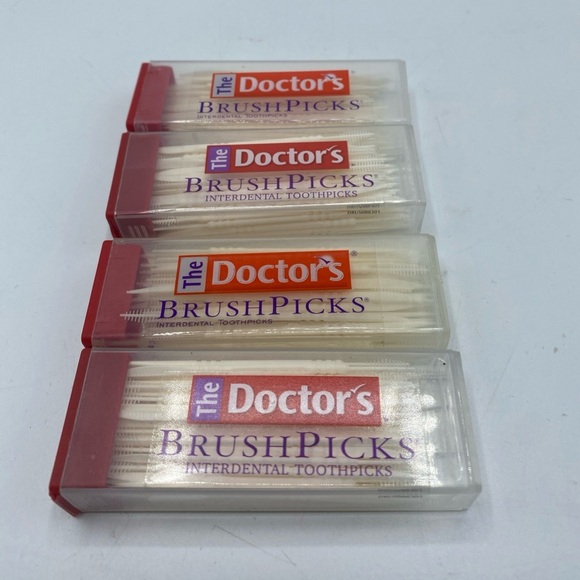 The Doctor's®
BRUSHPICKS®
INTERDENTAL TOOTHPICKS
The Doctor's
BRUSHPICKS®
INTERDENTAL TOOTHPICKS
The Doctor's®
BRUSHPICKS®
INTERDENTAL TOOTHPICKS
The Doctor's
BRUSHPICKS
INTERDENTAL TOOTHPICKS